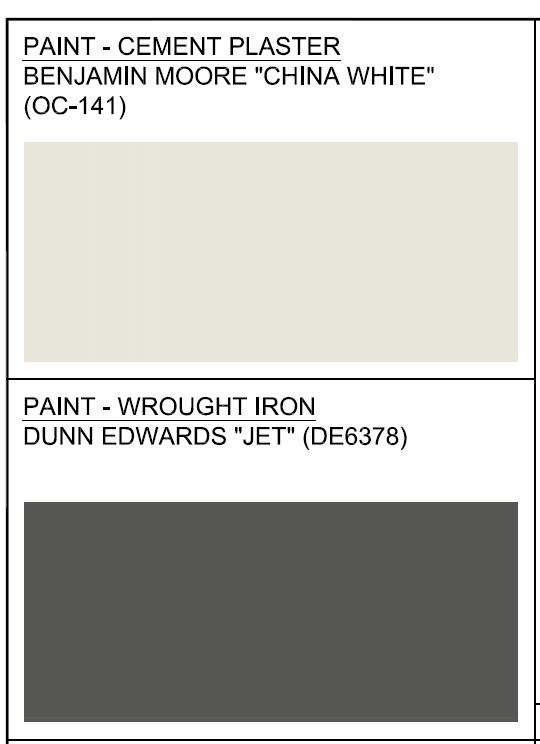 PAINT - CEMENT PLASTER
BENJAMIN MOORE "CHINA WHITE"
(OC-141)
PAINT - WROUGHT IRON
DUNN EDWARDS "JET" (DE6378)